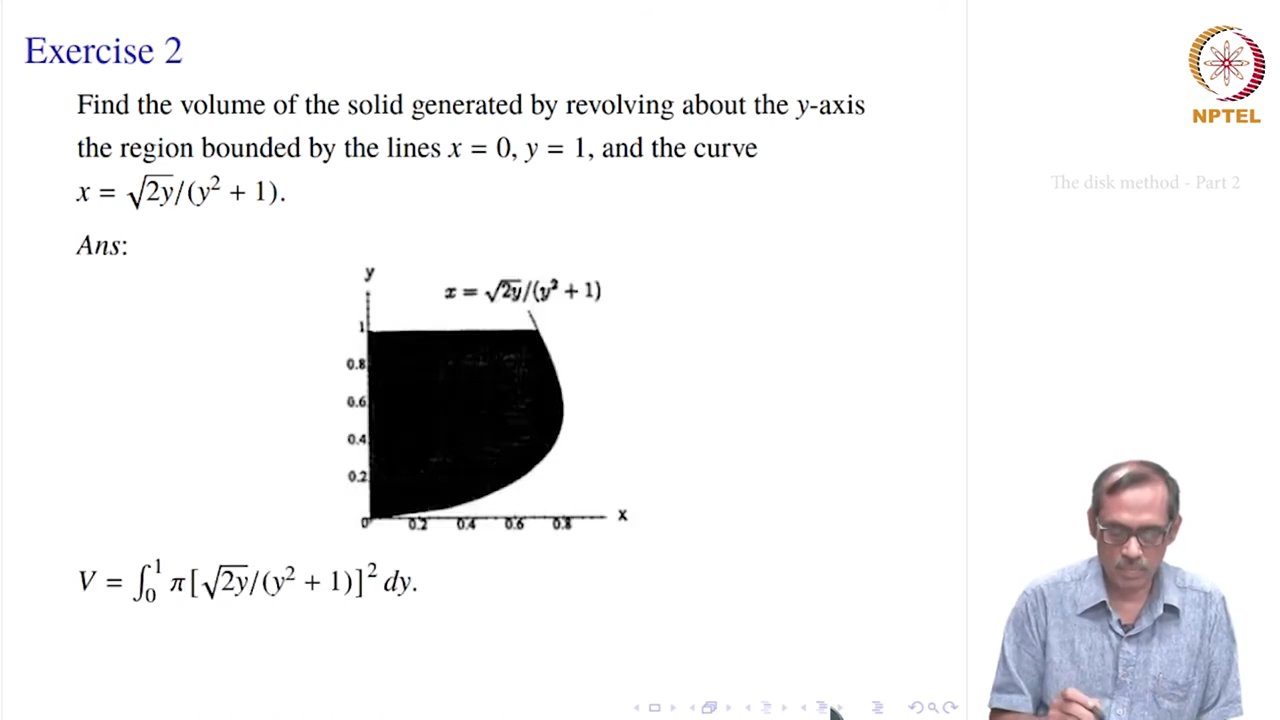 Exercise 2
NPTEL
Find the volume of the solid generated by revolving about the y-axis
the region bounded by the lines x = 0, y = 1, and the curve
x = √2y/(y² + 1).
The disk method - Part 2
Ans:
y
x = √2y/(y² + 1)
1
0.8
0.6
0.4
0.2
0 0.2 0.4 0.6 0.8 x
V = ∫₀¹ π[√2y/(y² + 1)]² dy.